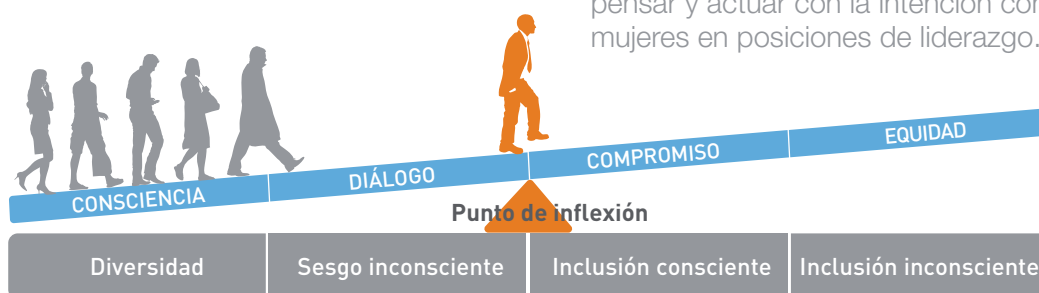 pensar y actuar con la intención
mujeres en posiciones de liderazgo.
CONSCIENCIA
DIÁLOGO
COMPROMISO
EQUIDAD
Punto de inflexión
Diversidad
Sesgo inconsciente
Inclusión consciente
Inclusión inconsciente